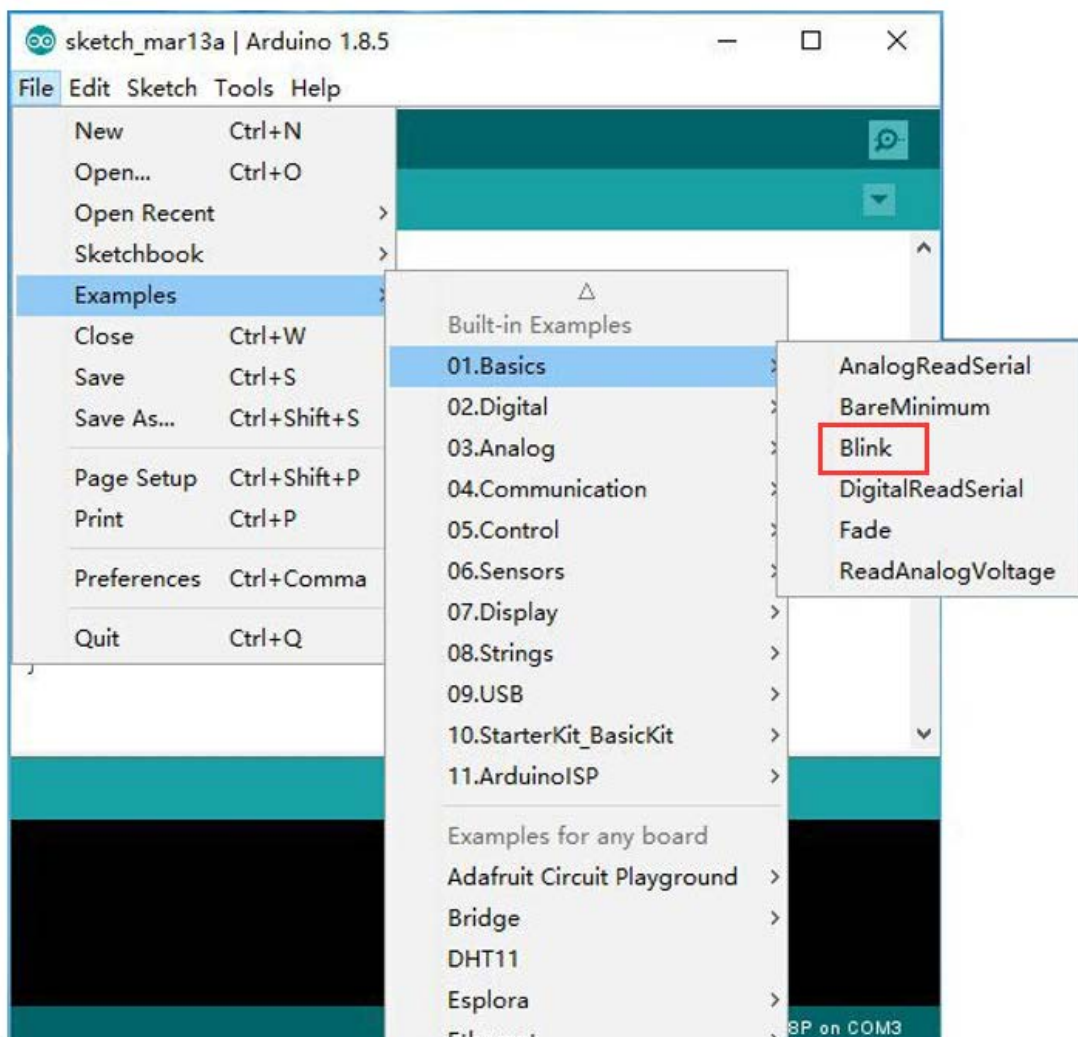 sketch_mar13a | Arduino 1.8.5
File Edit Sketch Tools Help
New Ctrl+N
Open... Ctrl+O
Open Recent
Sketchbook
Examples
Close Ctrl+W
Save Ctrl+S
Save As... Ctrl+Shift+S
Page Setup Ctrl+Shift+P
Print Ctrl+P
Preferences Ctrl+Comma
Quit Ctrl+Q
Built-in Examples
01.Basics
02.Digital
03.Analog
04.Communication
05.Control
06.Sensors
07.Display
08.Strings
09.USB
10.StarterKit_BasicKit
11.ArduinoISP
Examples for any board
Adafruit Circuit Playground
Bridge
DHT11
Esplora
AnalogReadSerial
BareMinimum
Blink
DigitalReadSerial
Fade
ReadAnalogVoltage
8P on COM3